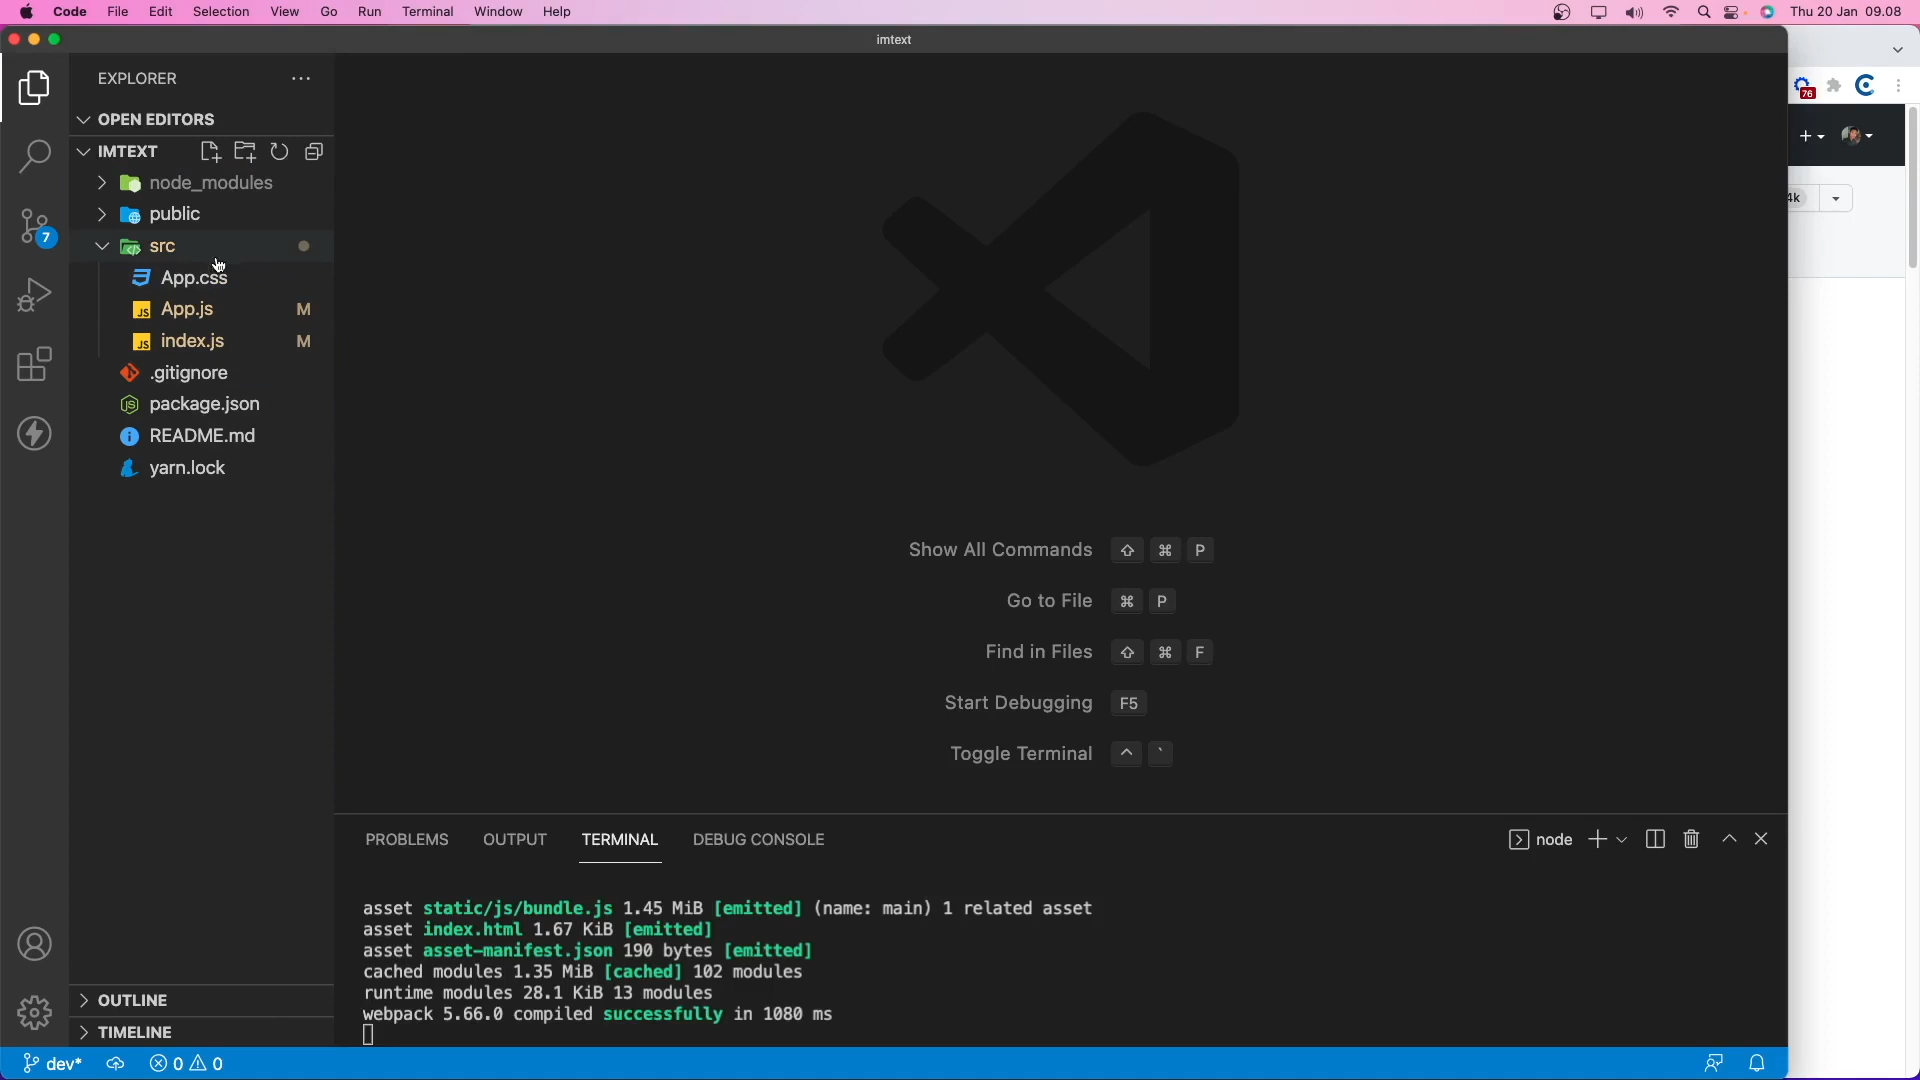 Code File Edit Selection View Go Run Terminal Window Help Thu 20 Jan 09.08
imtext
EXPLORER
OPEN EDITORS
IMTEXT
node_modules
public
src
App.css
App.js M
index.js M
.gitignore
package.json
README.md
yarn.lock
OUTLINE
TIMELINE
7
76
4k
Show All Commands ⇧ ⌘ P
Go to File ⌘ P
Find in Files ⇧ ⌘ F
Start Debugging F5
Toggle Terminal ^ `
PROBLEMS OUTPUT TERMINAL DEBUG CONSOLE node
asset static/js/bundle.js 1.45 MiB [emitted] (name: main) 1 related asset
asset index.html 1.67 KiB [emitted]
asset asset-manifest.json 190 bytes [emitted]
cached modules 1.35 MiB [cached] 102 modules
runtime modules 28.1 KiB 13 modules
webpack 5.66.0 compiled successfully in 1080 ms
dev* 0 0